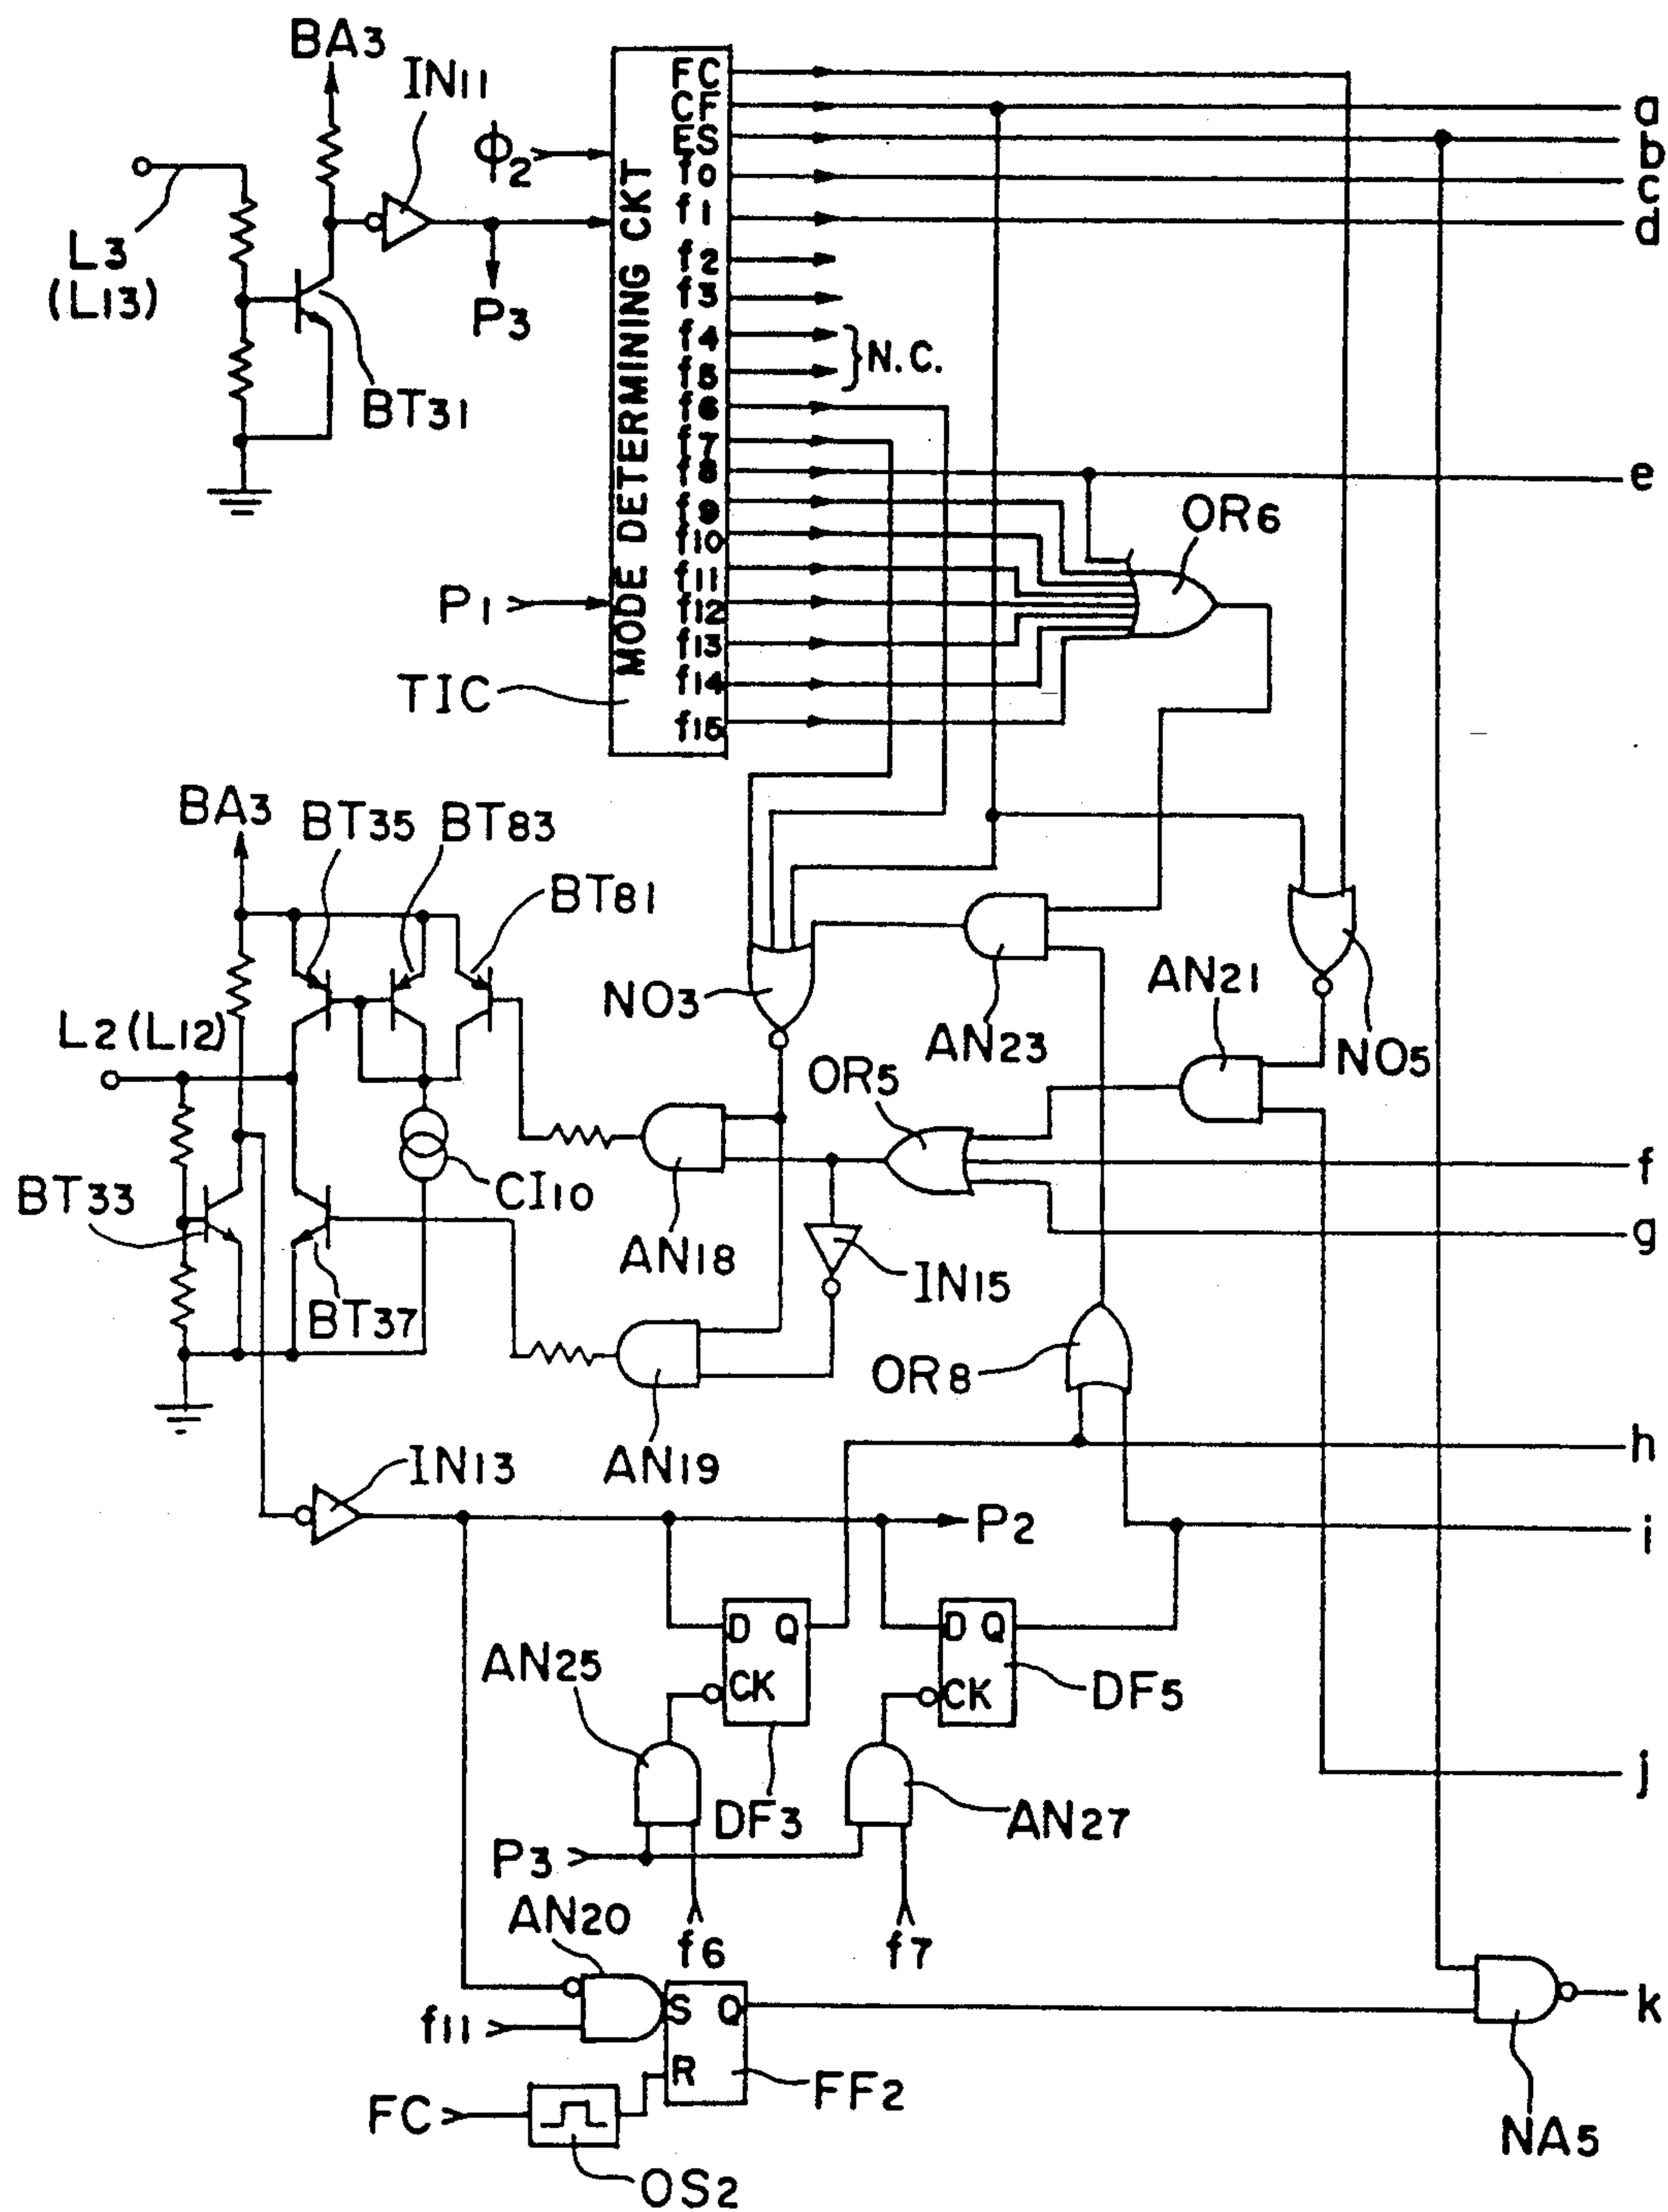 BA3
IN11
L3
(L13)
P3
BT31
Φ2
P1
TIC
MODE DETERMINING CKT
FC
CF
ES
f0
f1
f2
f3
f4
f5
f6
f7
f8
f9
f10
f11
f12
f13
f14
f15
N.C.
OR6
a
b
c
d
e
BA3
BT35
BT83
BT81
L2(L12)
NO3
AN23
AN21
NO5
OR5
BT33
CI10
AN18
IN15
BT37
OR8
AN19
f
g
h
i
IN13
P2
D Q
CK
D Q
CK
AN25
DF5
DF3
AN27
j
P3
f6
f7
AN20
f11
S Q
R
FF2
FC
OS2
k
NA5